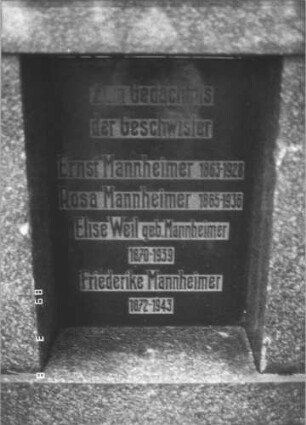 Zum Gedächtnis
der Geschwister
Ernst Mannheimer 1863-1928
Rosa Mannheimer 1865-1936
Elise Weil geb. Mannheimer
1870-1939
Friederike Mannheimer
1872-1943